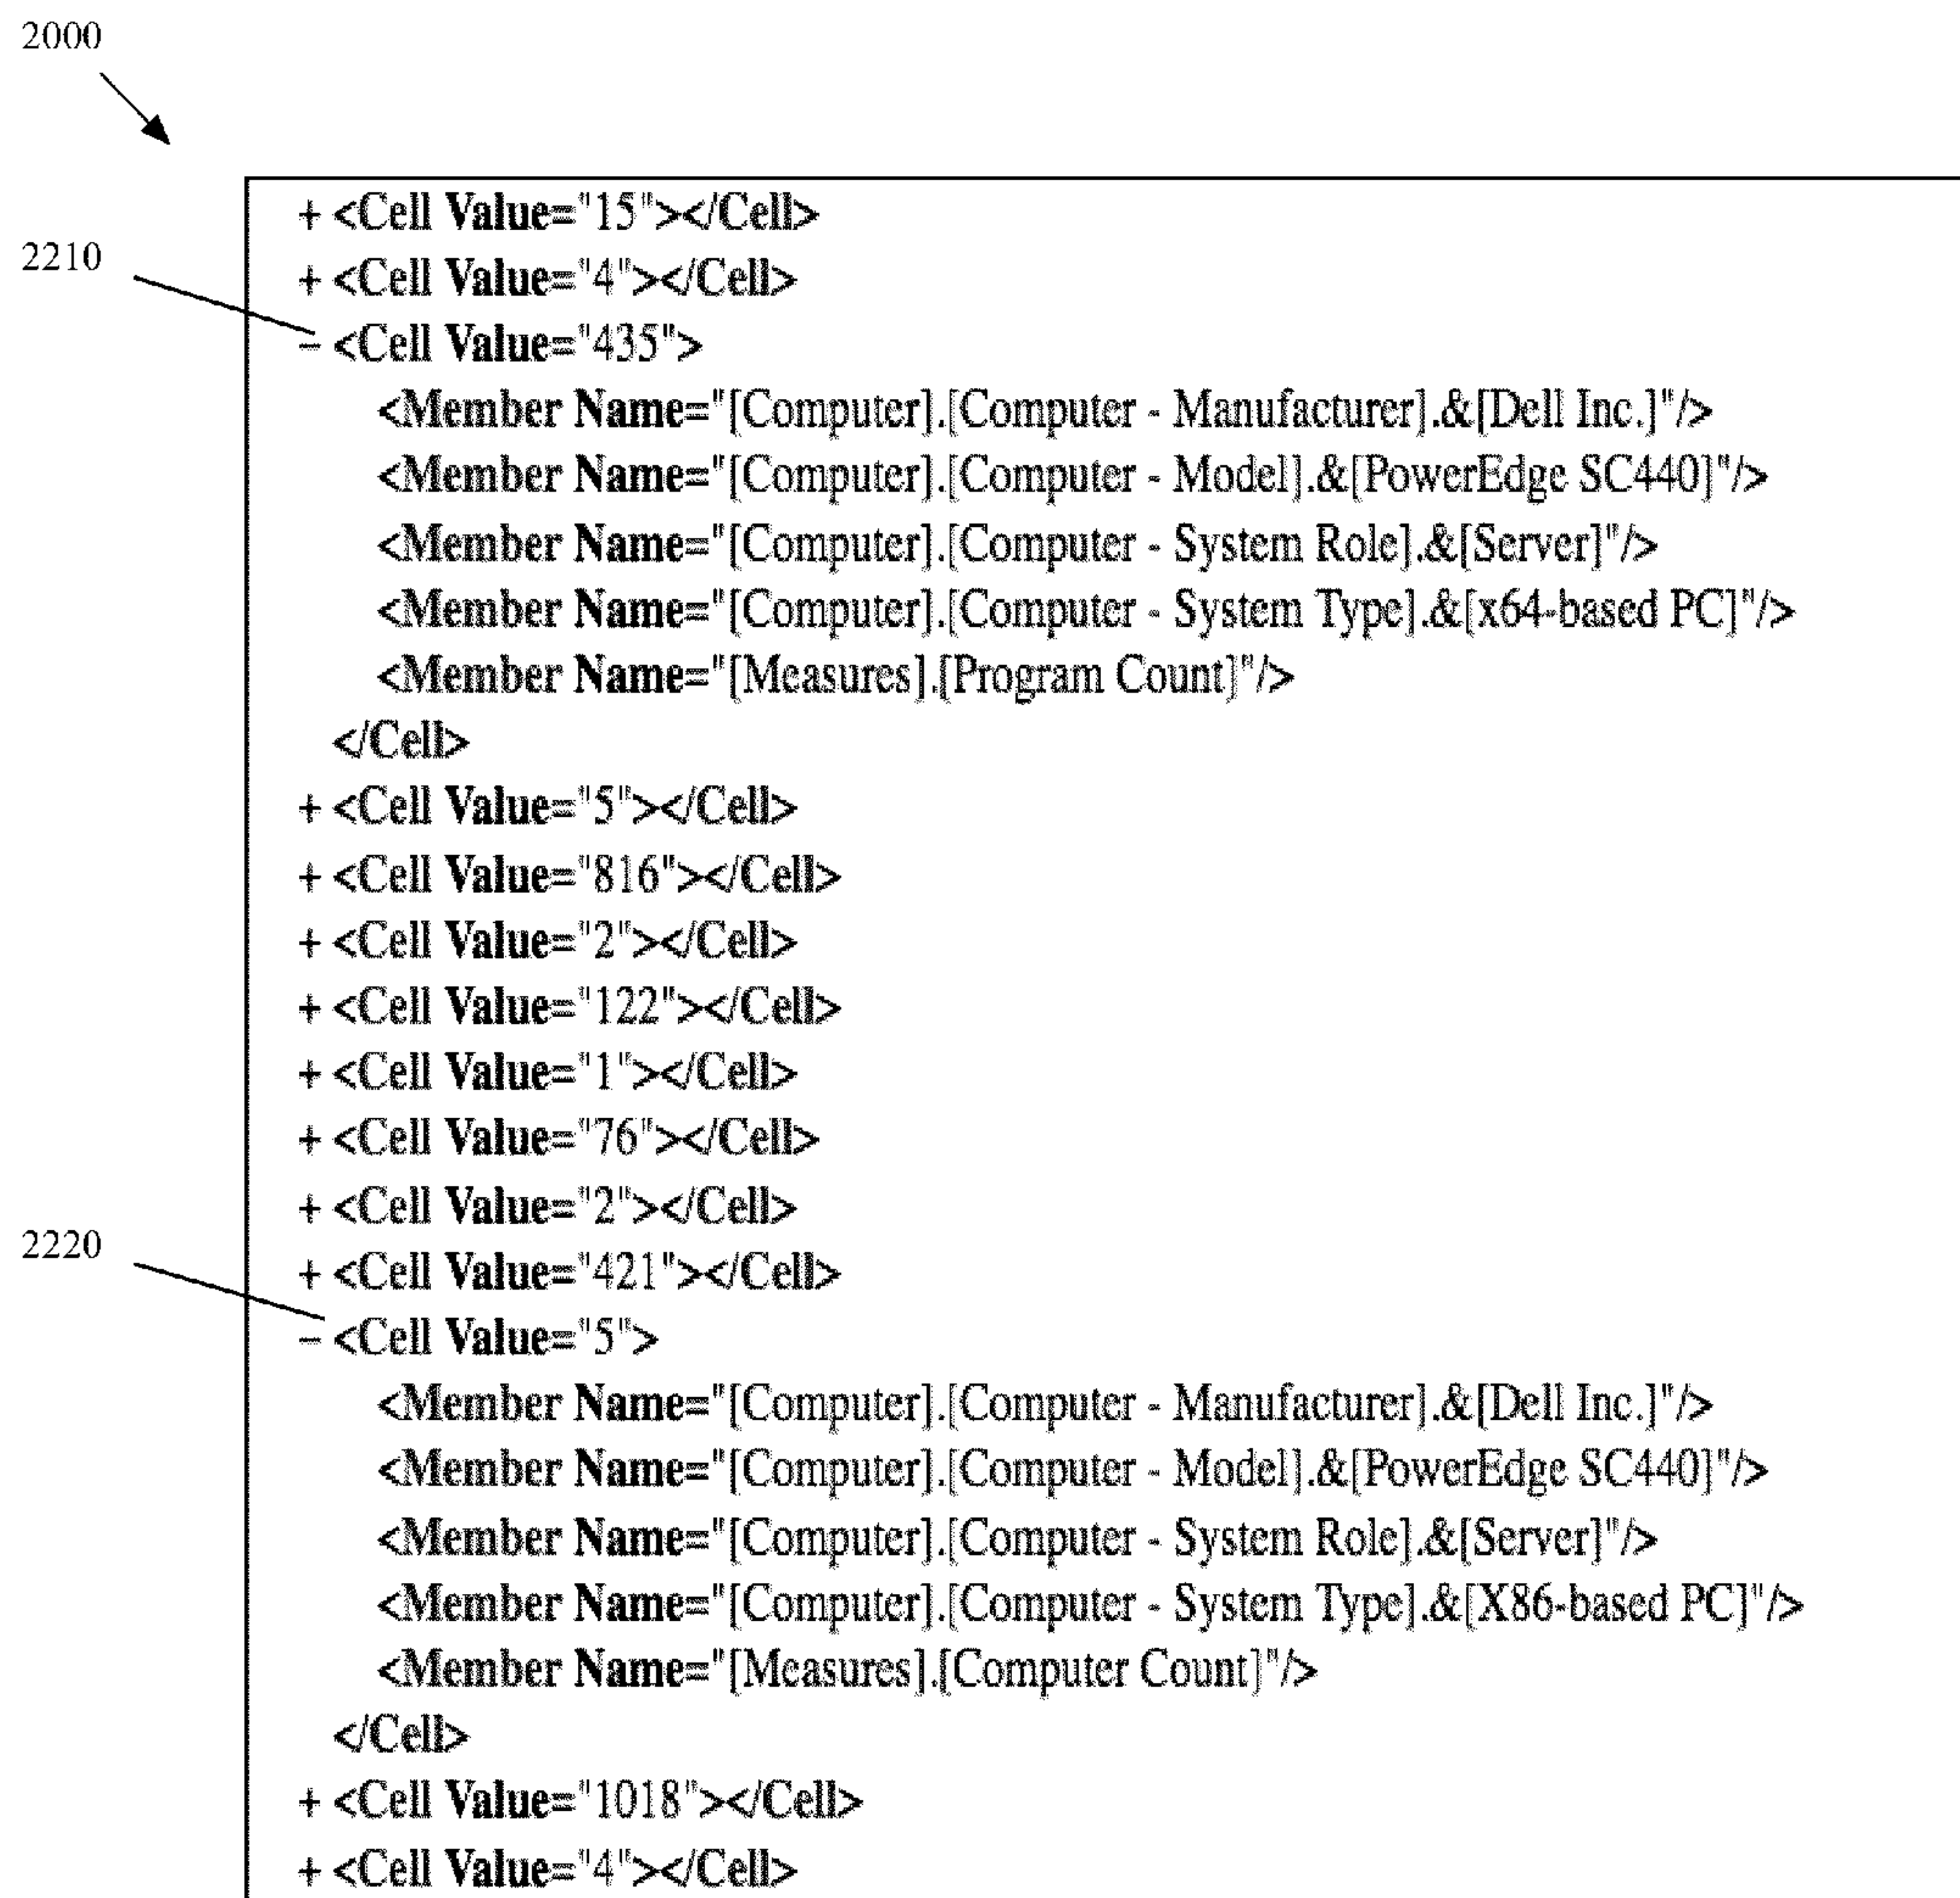 2000
+ <Cell Value="15"></Cell>
2210
+ <Cell Value="4"></Cell>
- <Cell Value="435">
<Member Name="[Computer].[Computer - Manufacturer].&[Dell Inc.]"/>
<Member Name="[Computer].[Computer - Model].&[PowerEdge SC440]"/>
<Member Name="[Computer].[Computer - System Role].&[Server]"/>
<Member Name="[Computer].[Computer - System Type].&[x64-based PC]"/>
<Member Name="[Measures].[Program Count]"/>
</Cell>
+ <Cell Value="5"></Cell>
+ <Cell Value="816"></Cell>
+ <Cell Value="2"></Cell>
+ <Cell Value="122"></Cell>
+ <Cell Value="1"></Cell>
+ <Cell Value="76"></Cell>
+ <Cell Value="2"></Cell>
2220
+ <Cell Value="421"></Cell>
- <Cell Value="5">
<Member Name="[Computer].[Computer - Manufacturer].&[Dell Inc.]"/>
<Member Name="[Computer].[Computer - Model].&[PowerEdge SC440]"/>
<Member Name="[Computer].[Computer - System Role].&[Server]"/>
<Member Name="[Computer].[Computer - System Type].&[X86-based PC]"/>
<Member Name="[Measures].[Computer Count]"/>
</Cell>
+ <Cell Value="1018"></Cell>
+ <Cell Value="4"></Cell>